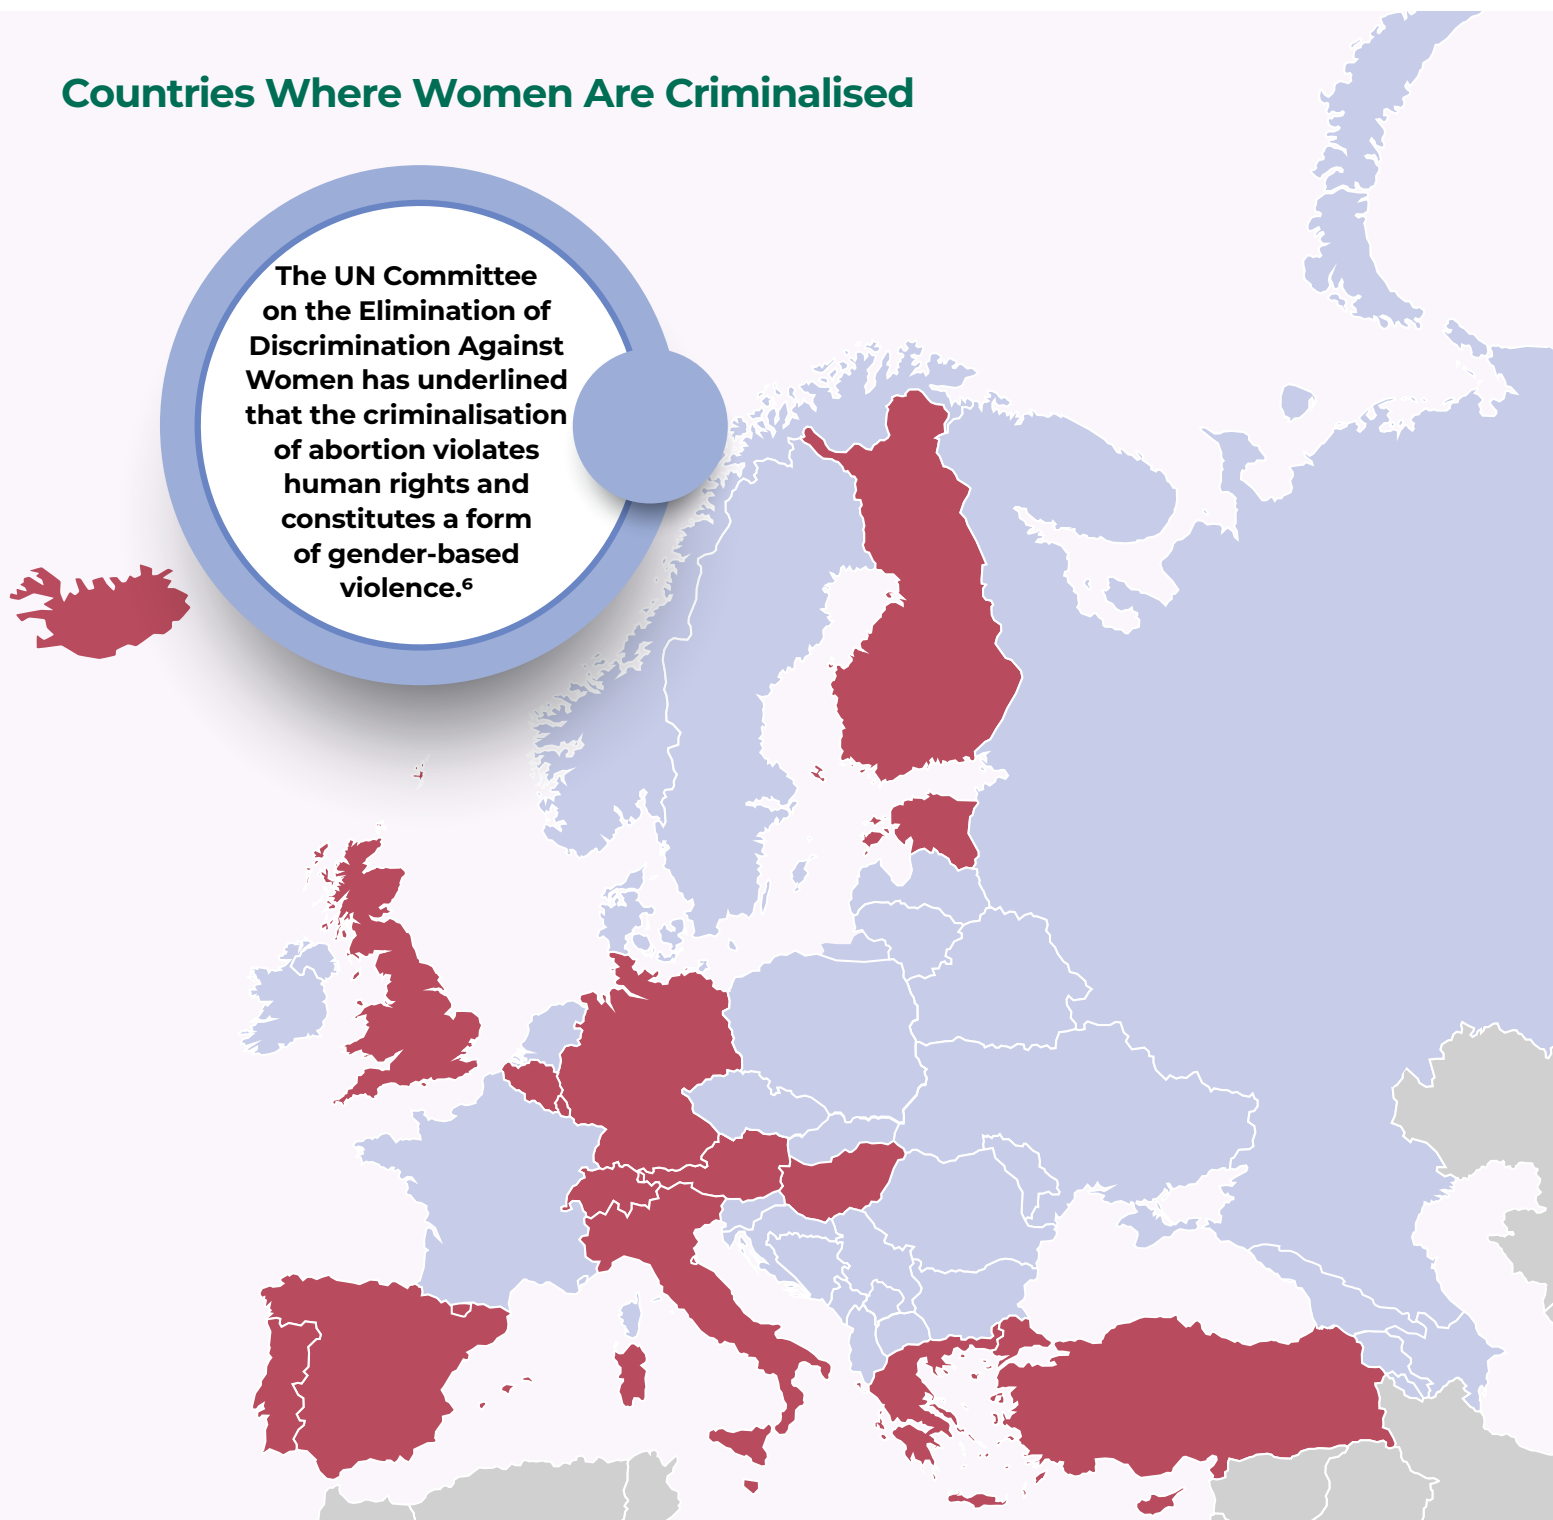 Countries Where Women Are Criminalised
The UN Committee
on the Elimination of
Discrimination Against
Women has underlined
that the criminalisation
of abortion violates
human rights and
constitutes a form
of gender-based
violence.⁶